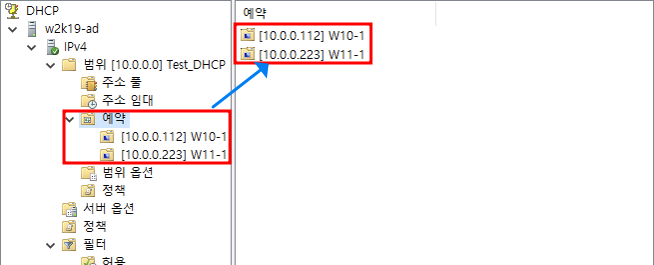 DHCP
w2k19-ad
IPv4
범위 [10.0.0.0] Test_DHCP
주소 풀
주소 임대
예약
[10.0.0.112] W10-1
[10.0.0.223] W11-1
범위 옵션
정책
서버 옵션
정책
필터
허용
예약
[10.0.0.112] W10-1
[10.0.0.223] W11-1